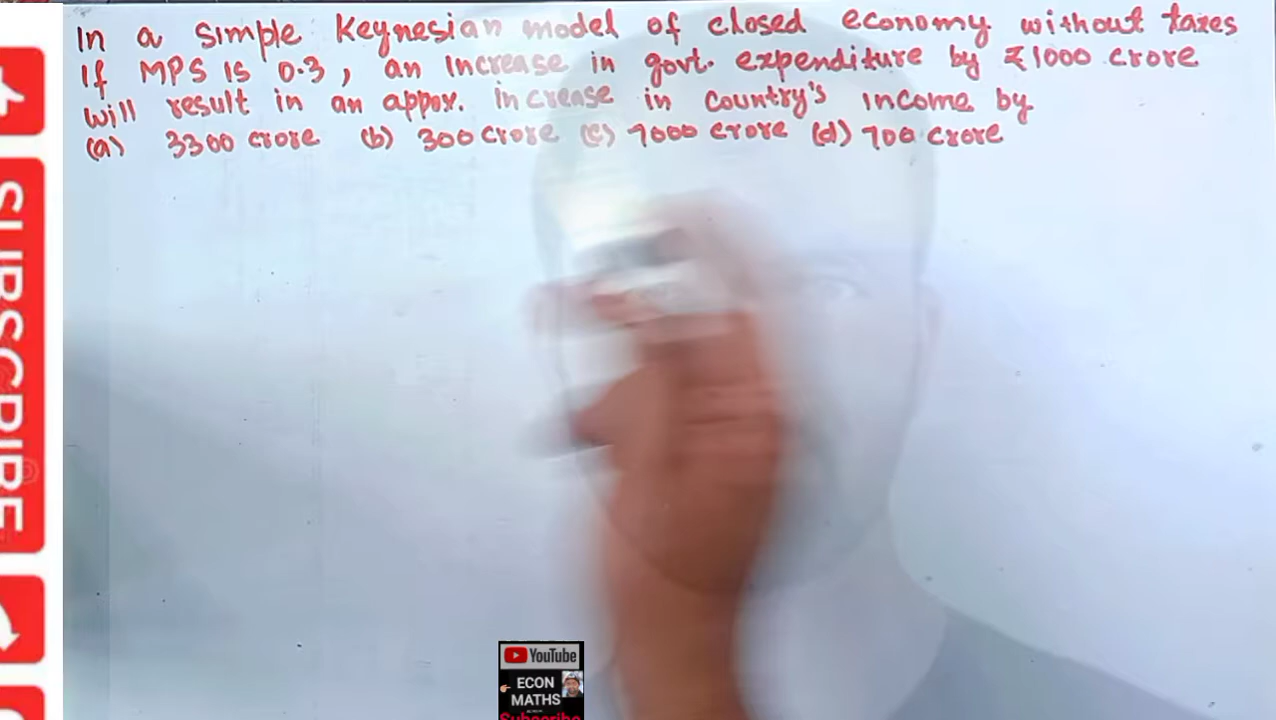 In a simple Keynesian model of closed economy without taxes
If MPS is 0.3, an increase in govt. expenditure by ₹1000 crore
will result in an appox. increase in country's income by
(a) 3300 crore (b) 300 crore (c) 7000 crore (d) 700 crore
SUBSCRIBE
YouTube
ECON
MATHS
Subscribe